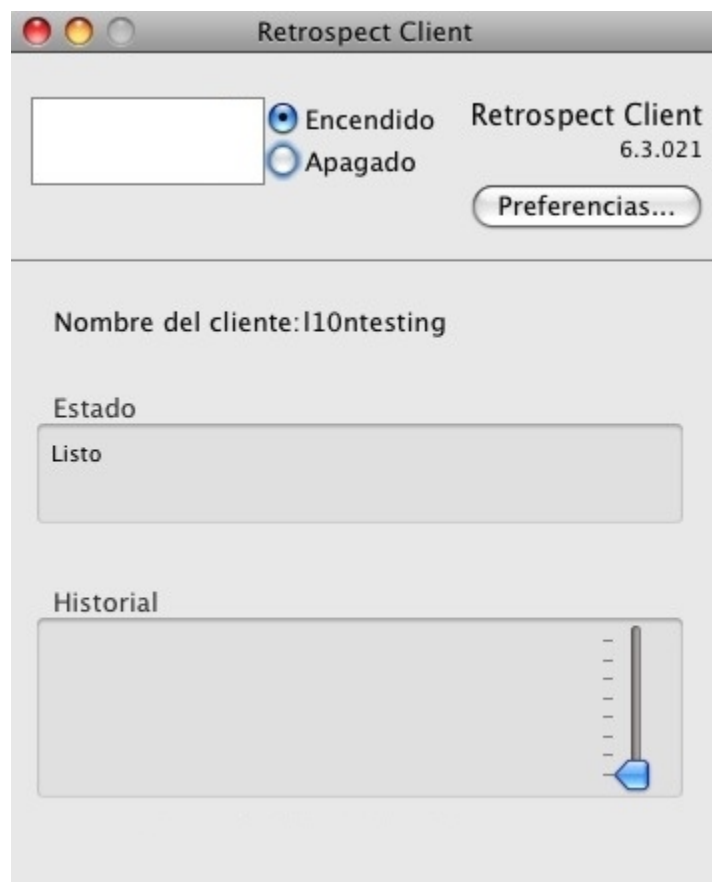 Retrospect Client
Encendido
Apagado
Retrospect Client
6.3.021
Preferencias...
Nombre del cliente:l10ntesting
Estado
Listo
Historial